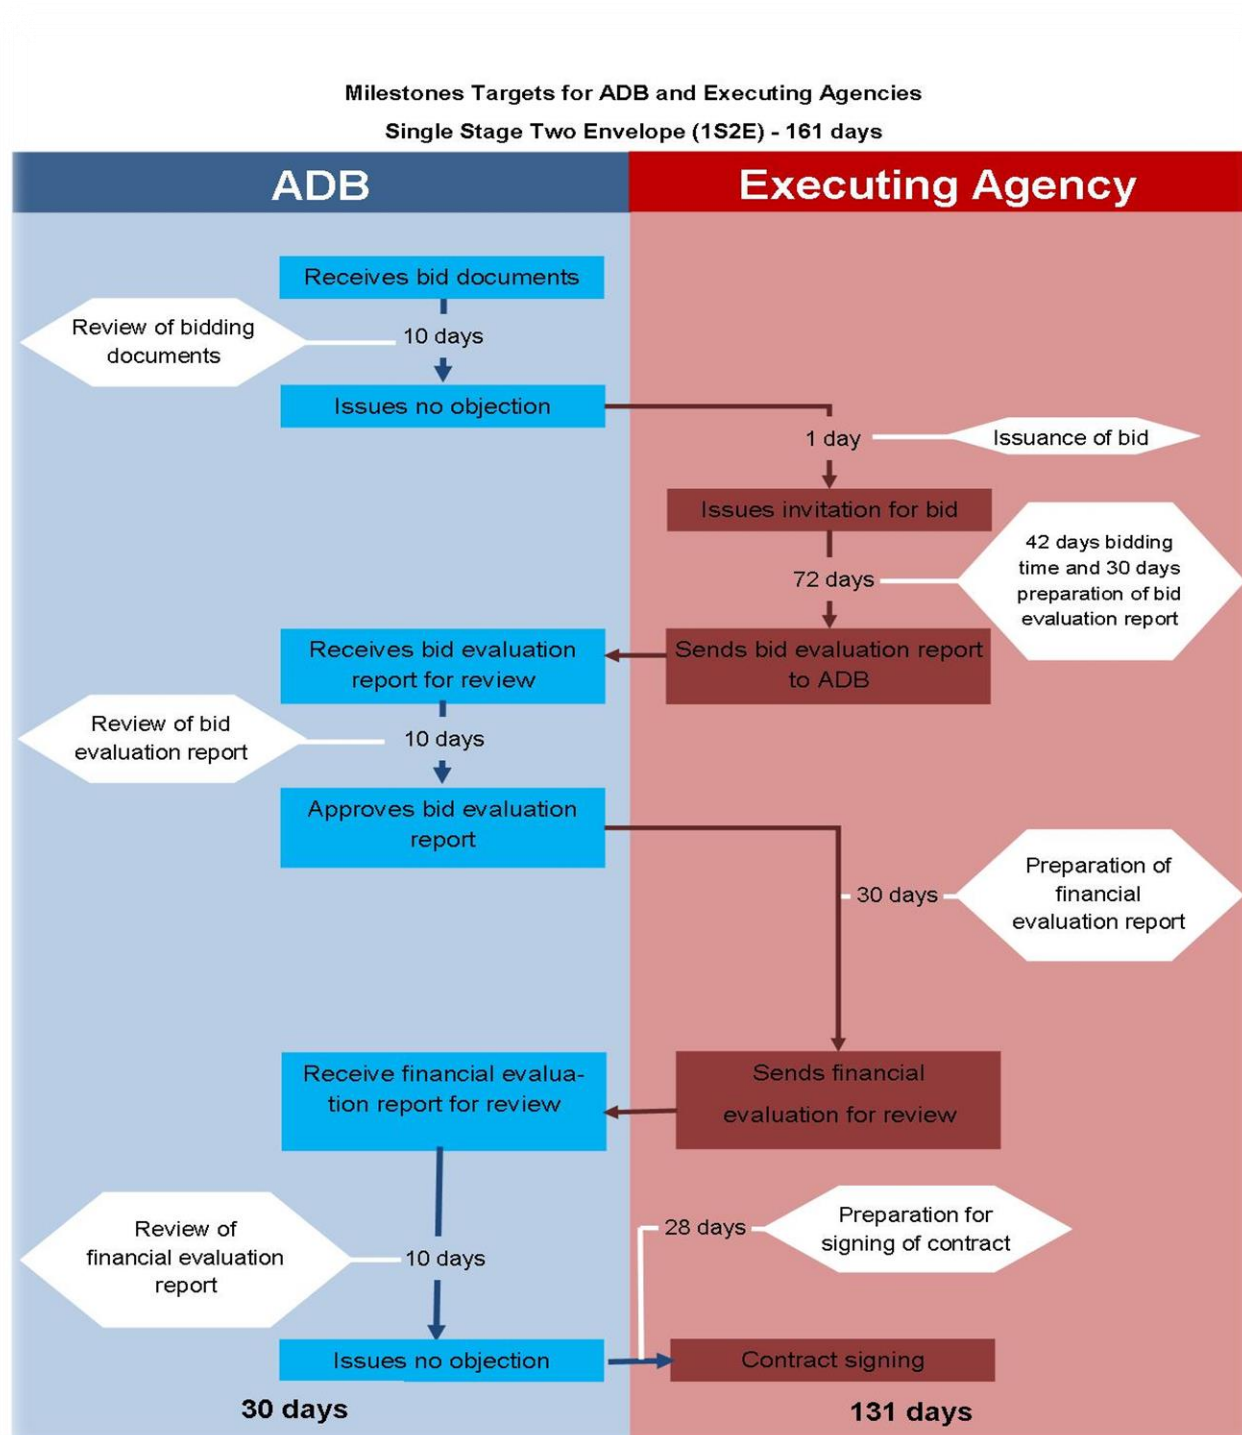 Milestones Targets for ADB and Executing Agencies
Single Stage Two Envelope (1S2E) - 161 days
ADB
Executing Agency
Receives bid documents
Review of bidding
documents
10 days
Issues no objection
1 day
Issuance of bid
Issues invitation for bid
72 days
42 days bidding
time and 30 days
preparation of bid
evaluation report
Sends bid evaluation report
to ADB
Receives bid evaluation
report for review
Review of bid
evaluation report
10 days
Approves bid evaluation
report
30 days
Preparation of
financial
evaluation report
Sends financial
evaluation for review
Receive financial evalua-
tion report for review
Review of
financial evaluation
report
10 days
Issues no objection
28 days
Preparation for
signing of contract
Contract signing
30 days
131 days